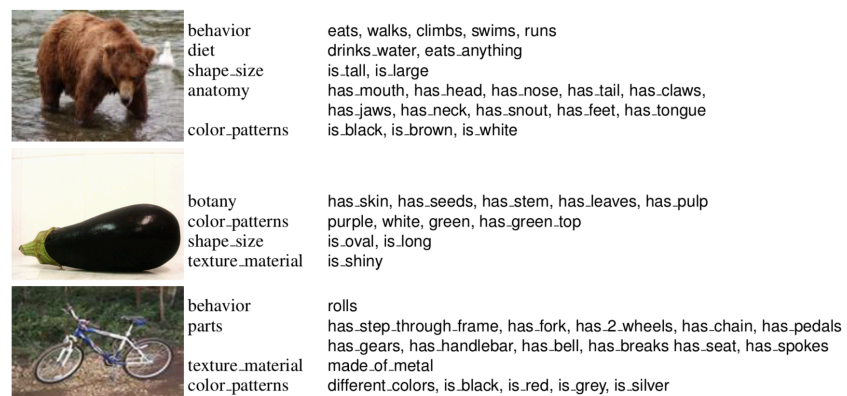 behavior eats, walks, climbs, swims, runs
diet drinks_water, eats_anything
shape_size is_tall, is_large
anatomy has_mouth, has_head, has_nose, has_tail, has_claws,
has_jaws, has_neck, has_snout, has_feet, has_tongue
color_patterns is_black, is_brown, is_white
botany has_skin, has_seeds, has_stem, has_leaves, has_pulp
color_patterns purple, white, green, has_green_top
shape_size is_oval, is_long
texture_material is_shiny
behavior rolls
parts has_step_through_frame, has_fork, has_2_wheels, has_chain, has_pedals
has_gears, has_handlebar, has_bell, has_breaks has_seat, has_spokes
texture_material made_of_metal
color_patterns different_colors, is_black, is_red, is_grey, is_silver